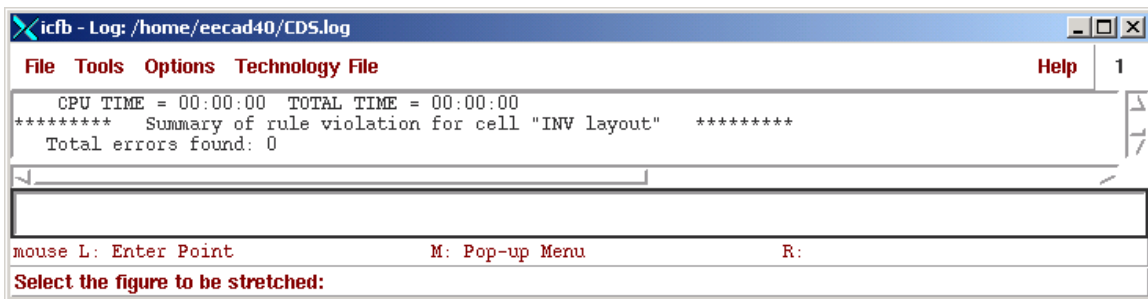 icfb - Log: /home/eecad40/CDS.log
File Tools Options Technology File Help 1
CPU TIME = 00:00:00 TOTAL TIME = 00:00:00
********* Summary of rule violation for cell "INV layout" *********
Total errors found: 0
mouse L: Enter Point M: Pop-up Menu R:
Select the figure to be stretched: